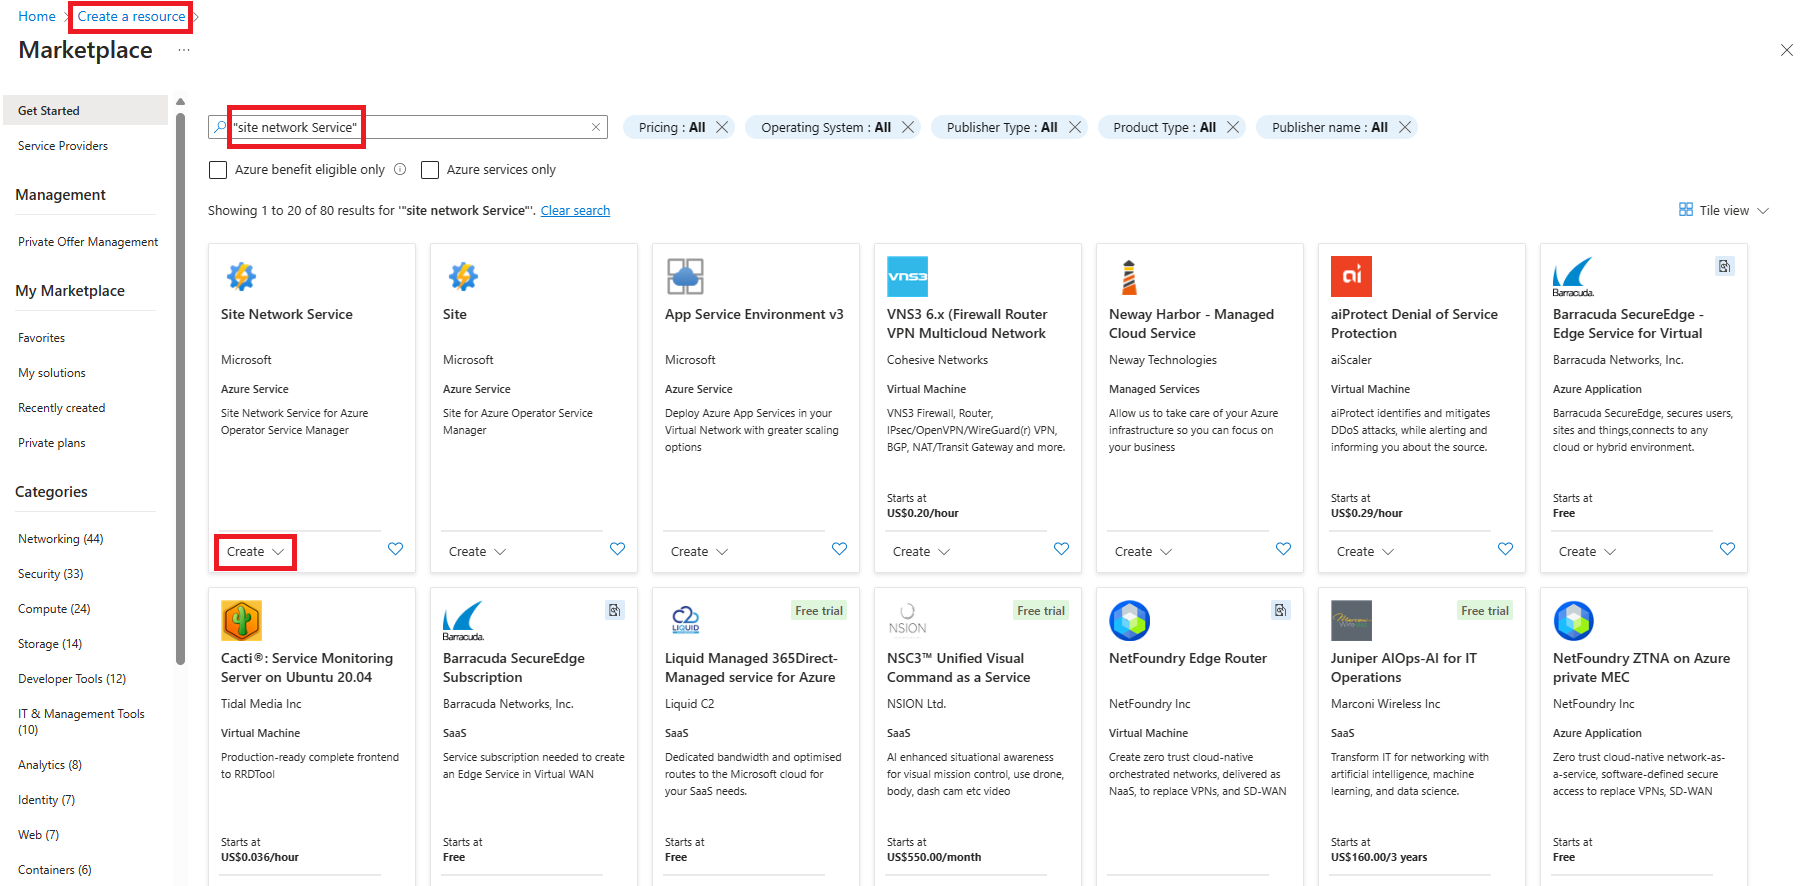 Home > Create a resource >
Marketplace ...
Get Started
Service Providers
Management
Private Offer Management
My Marketplace
Favorites
My solutions
Recently created
Private plans
Categories
Networking (44)
Security (33)
Compute (24)
Storage (14)
Developer Tools (12)
IT & Management Tools
(10)
Analytics (8)
Identity (7)
Web (7)
Containers (6)
"site network Service"
Pricing : All
Operating System : All
Publisher Type : All
Product Type : All
Publisher name : All
Azure benefit eligible only
Azure services only
Showing 1 to 20 of 80 results for '"site network Service"'. Clear search
Tile view
Site Network Service
Microsoft
Azure Service
Site Network Service for Azure
Operator Service Manager
Create
Site
Microsoft
Azure Service
Site for Azure Operator Service
Manager
Create
App Service Environment v3
Microsoft
Azure Service
Deploy Azure App Services in your
Virtual Network with greater scaling
options
Create
vns3
VNS3 6.x (Firewall Router
VPN Multicloud Network
Cohesive Networks
Virtual Machine
VNS3 Firewall, Router,
IPsec/OpenVPN/WireGuard(r) VPN,
BGP, NAT/Transit Gateway and more.
Starts at
US$0.20/hour
Create
Neway Harbor - Managed
Cloud Service
Neway Technologies
Managed Services
Allow us to take care of your Azure
infrastructure so you can focus on
your business
Create
ai
aiProtect Denial of Service
Protection
aiScaler
Virtual Machine
aiProtect identifies and mitigates
DDoS attacks, while alerting and
informing you about the source.
Starts at
US$0.29/hour
Create
Barracuda.
Barracuda SecureEdge -
Edge Service for Virtual
Barracuda Networks, Inc.
Azure Application
Barracuda SecureEdge, secures users,
sites and things,connects to any
cloud or hybrid environment.
Starts at
Free
Create
Cacti®: Service Monitoring
Server on Ubuntu 20.04
Tidal Media Inc
Virtual Machine
Production-ready complete frontend
to RRDTool
Starts at
US$0.036/hour
Barracuda.
Barracuda SecureEdge
Subscription
Barracuda Networks, Inc.
SaaS
Service subscription needed to create
an Edge Service in Virtual WAN
Starts at
Free
C2
LIQUID
Free trial
Liquid Managed 365Direct-
Managed service for Azure
Liquid C2
SaaS
Dedicated bandwidth and optimised
routes to the Microsoft cloud for
your SaaS needs.
Starts at
Free
NSION
Free trial
NSC3™ Unified Visual
Command as a Service
NSION Ltd.
SaaS
AI enhanced situational awareness
for visual mission control, use drone,
body, dash cam etc video
Starts at
US$550.00/month
NetFoundry Edge Router
NetFoundry Inc
Virtual Machine
Create zero trust cloud-native
orchestrated networks, delivered as
NaaS, to replace VPNs, and SD-WAN
Marconi
Free trial
Juniper AIOps-AI for IT
Operations
Marconi Wireless Inc
SaaS
Transform IT for networking with
artificial intelligence, machine
learning, and data science.
Starts at
US$160.00/3 years
NetFoundry ZTNA on Azure
private MEC
NetFoundry Inc
Azure Application
Zero trust cloud-native network-as-
a-service, software-defined secure
access to replace VPNs, SD-WAN
Starts at
Free